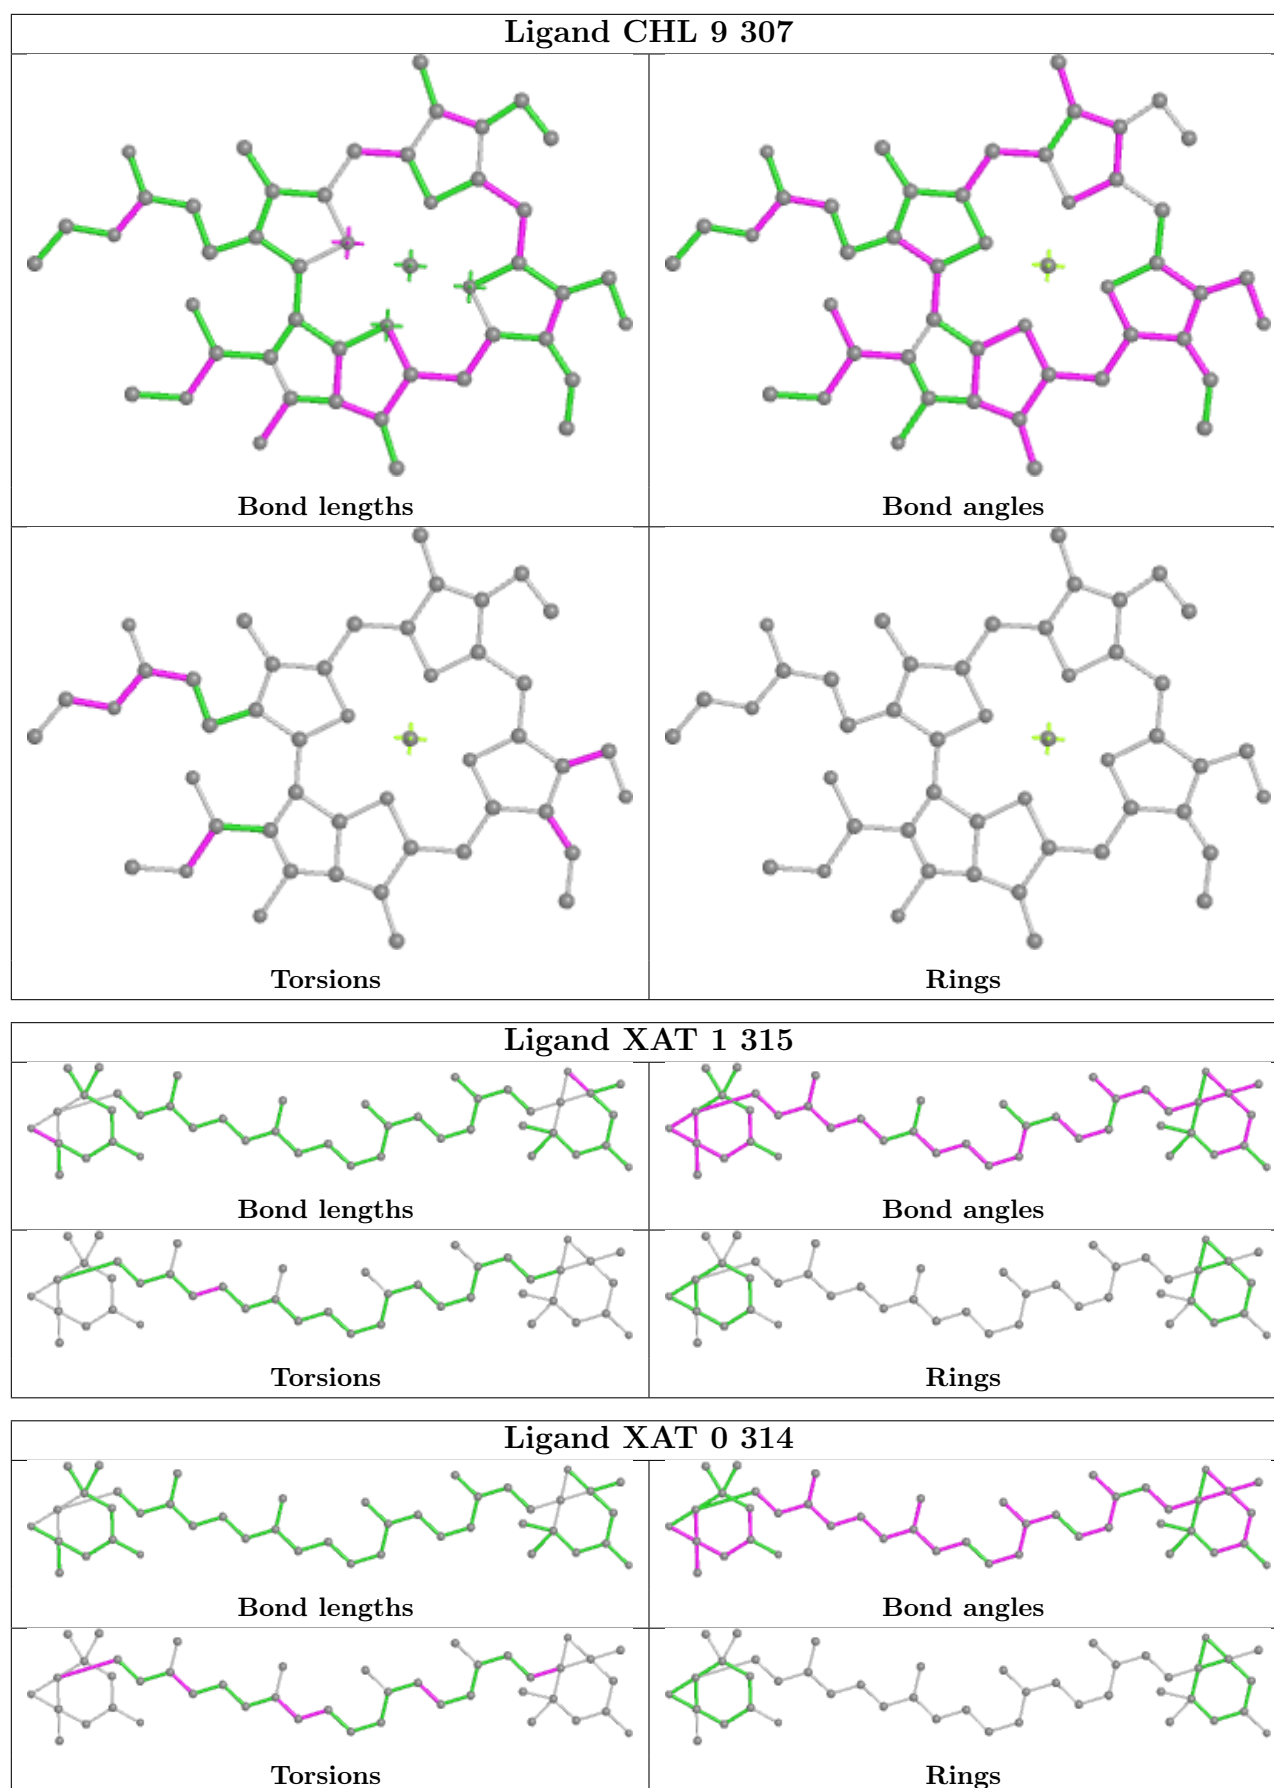 Ligand CHL 9 307
Bond lengths
Bond angles
Torsions
Rings
Ligand XAT 1 315
Bond lengths
Bond angles
Torsions
Rings
Ligand XAT 0 314
Bond lengths
Bond angles
Torsions
Rings